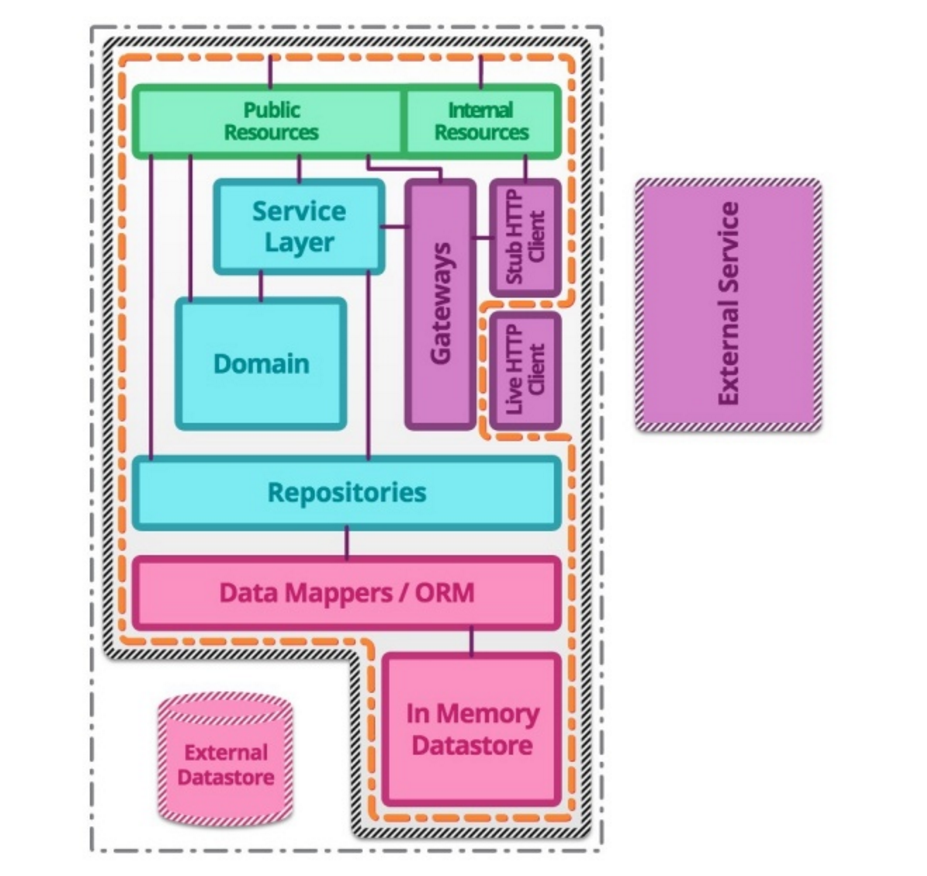 Public
Resources
Internal
Resources
Service
Layer
Gateways
Stub HTTP
Client
External Service
Domain
Live HTTP
Client
Repositories
Data Mappers / ORM
In Memory
Datastore
External
Datastore